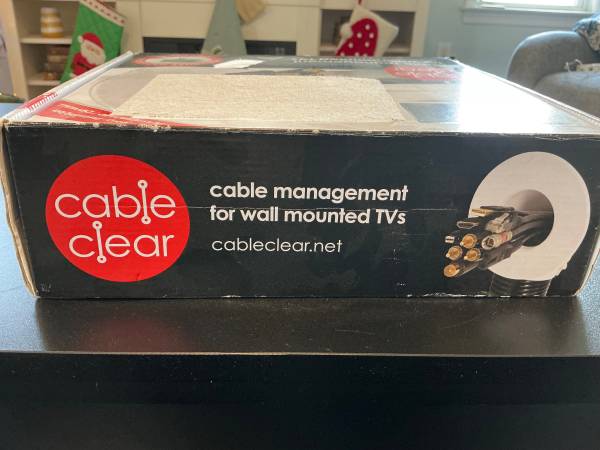 cable
clear
cable management
for wall mounted TVs
cableclear.net